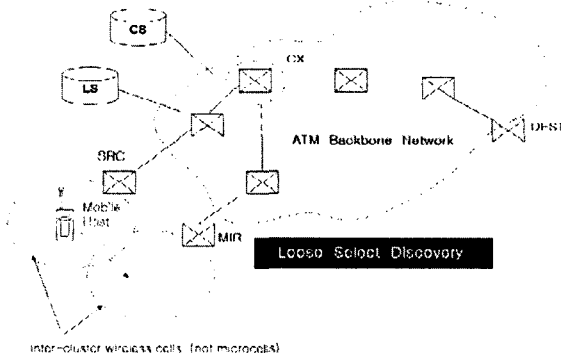 CS
CX
LS
ATM Backbone Network
DEST
SRC
Mobile
Host
MIR
Loose Select Discovery
inter-cluster wireless cells (not microcells)